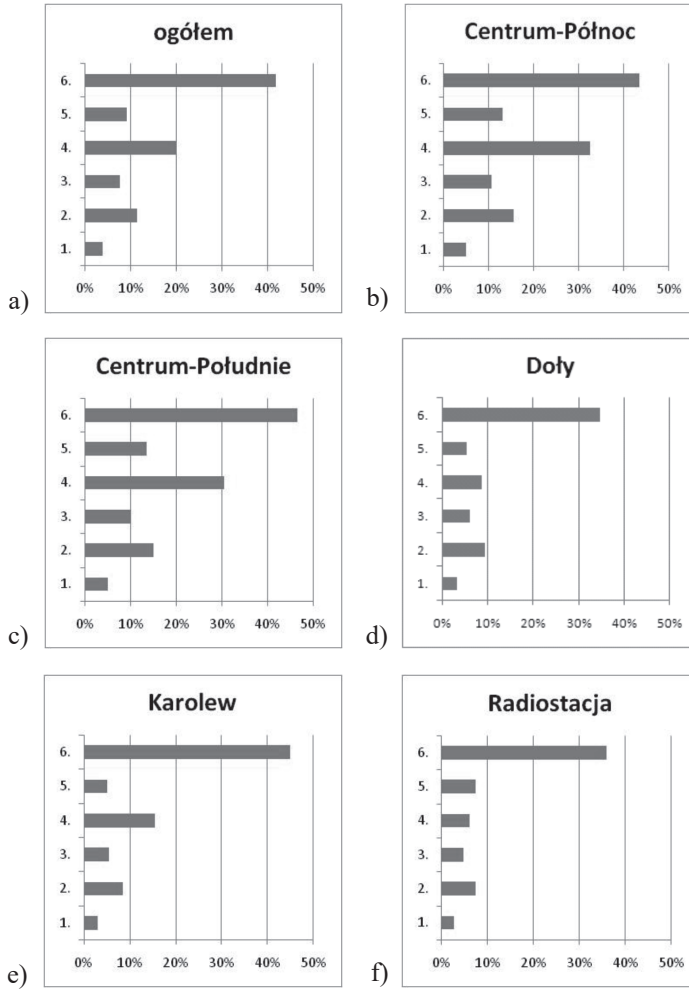 ogółem
6.
5.
4.
3.
2.
1.
0% 10% 20% 30% 40% 50%
a)
Centrum-Północ
6.
5.
4.
3.
2.
1.
0% 10% 20% 30% 40% 50%
b)
Centrum-Południe
6.
5.
4.
3.
2.
1.
0% 10% 20% 30% 40% 50%
c)
Doły
6.
5.
4.
3.
2.
1.
0% 10% 20% 30% 40% 50%
d)
Karolew
6.
5.
4.
3.
2.
1.
0% 10% 20% 30% 40% 50%
e)
Radiostacja
6.
5.
4.
3.
2.
1.
0% 10% 20% 30% 40% 50%
f)